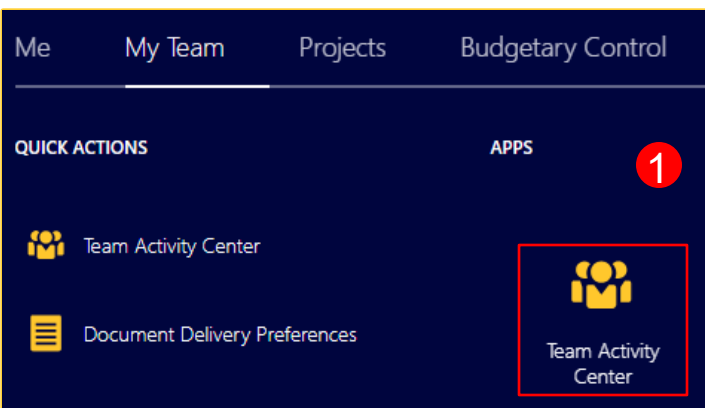 Me My Team Projects Budgetary Control
QUICK ACTIONS
APPS
1
Team Activity Center
Document Delivery Preferences
Team Activity
Center